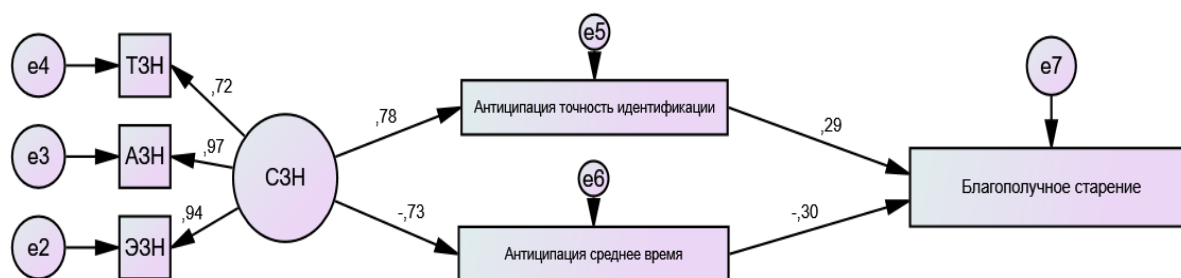 e4
ТЗН
,72
e3
АЗН
,97
e2
ЭЗН
,94
СЗН
,78
-,73
e5
Антиципация точность идентификации
e6
Антиципация среднее время
,29
-,30
e7
Благополучное старение